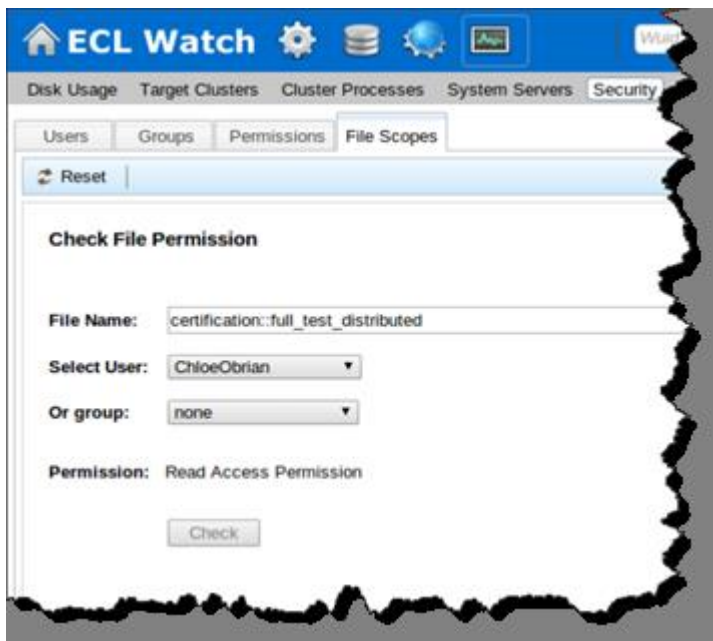 ECL Watch
Wuid
Disk Usage Target Clusters Cluster Processes System Servers Security
Users Groups Permissions File Scopes
Reset
Check File Permission
File Name: certification::full_test_distributed
Select User: ChloeObrian
Or group: none
Permission: Read Access Permission
Check